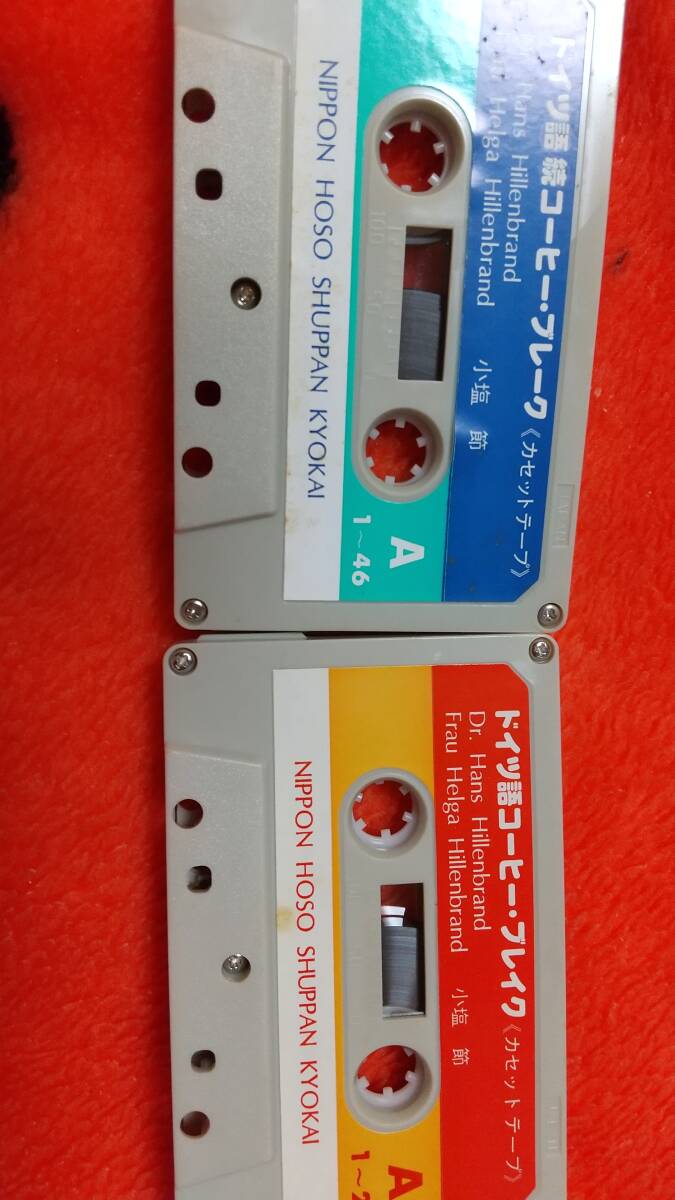 ドイツ語 続コーヒー・ブレーク《カセットテープ》
Hans Hillenbrand
Helga Hillenbrand 小塩 節
A
1~46
NIPPON HOSO SHUPPAN KYOKAI
ドイツ語コーヒー・ブレイク《カセットテープ》
Dr. Hans Hillenbrand
Frau Helga Hillenbrand 小塩 節
A
NIPPON HOSO SHUPPAN KYOKAI